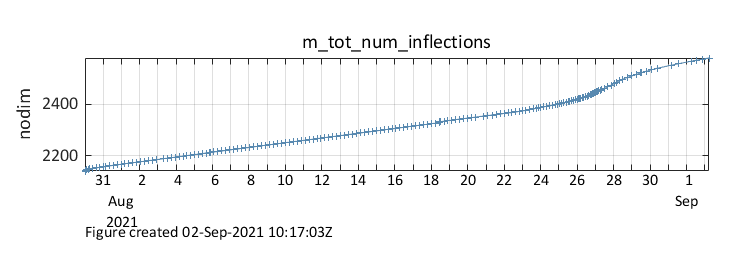 m_tot_num_inflections
nodim
2400
2200
31 2 4 6 8 10 12 14 16 18 20 22 24 26 28 30 1
Aug Sep
2021
Figure created 02-Sep-2021 10:17:03Z